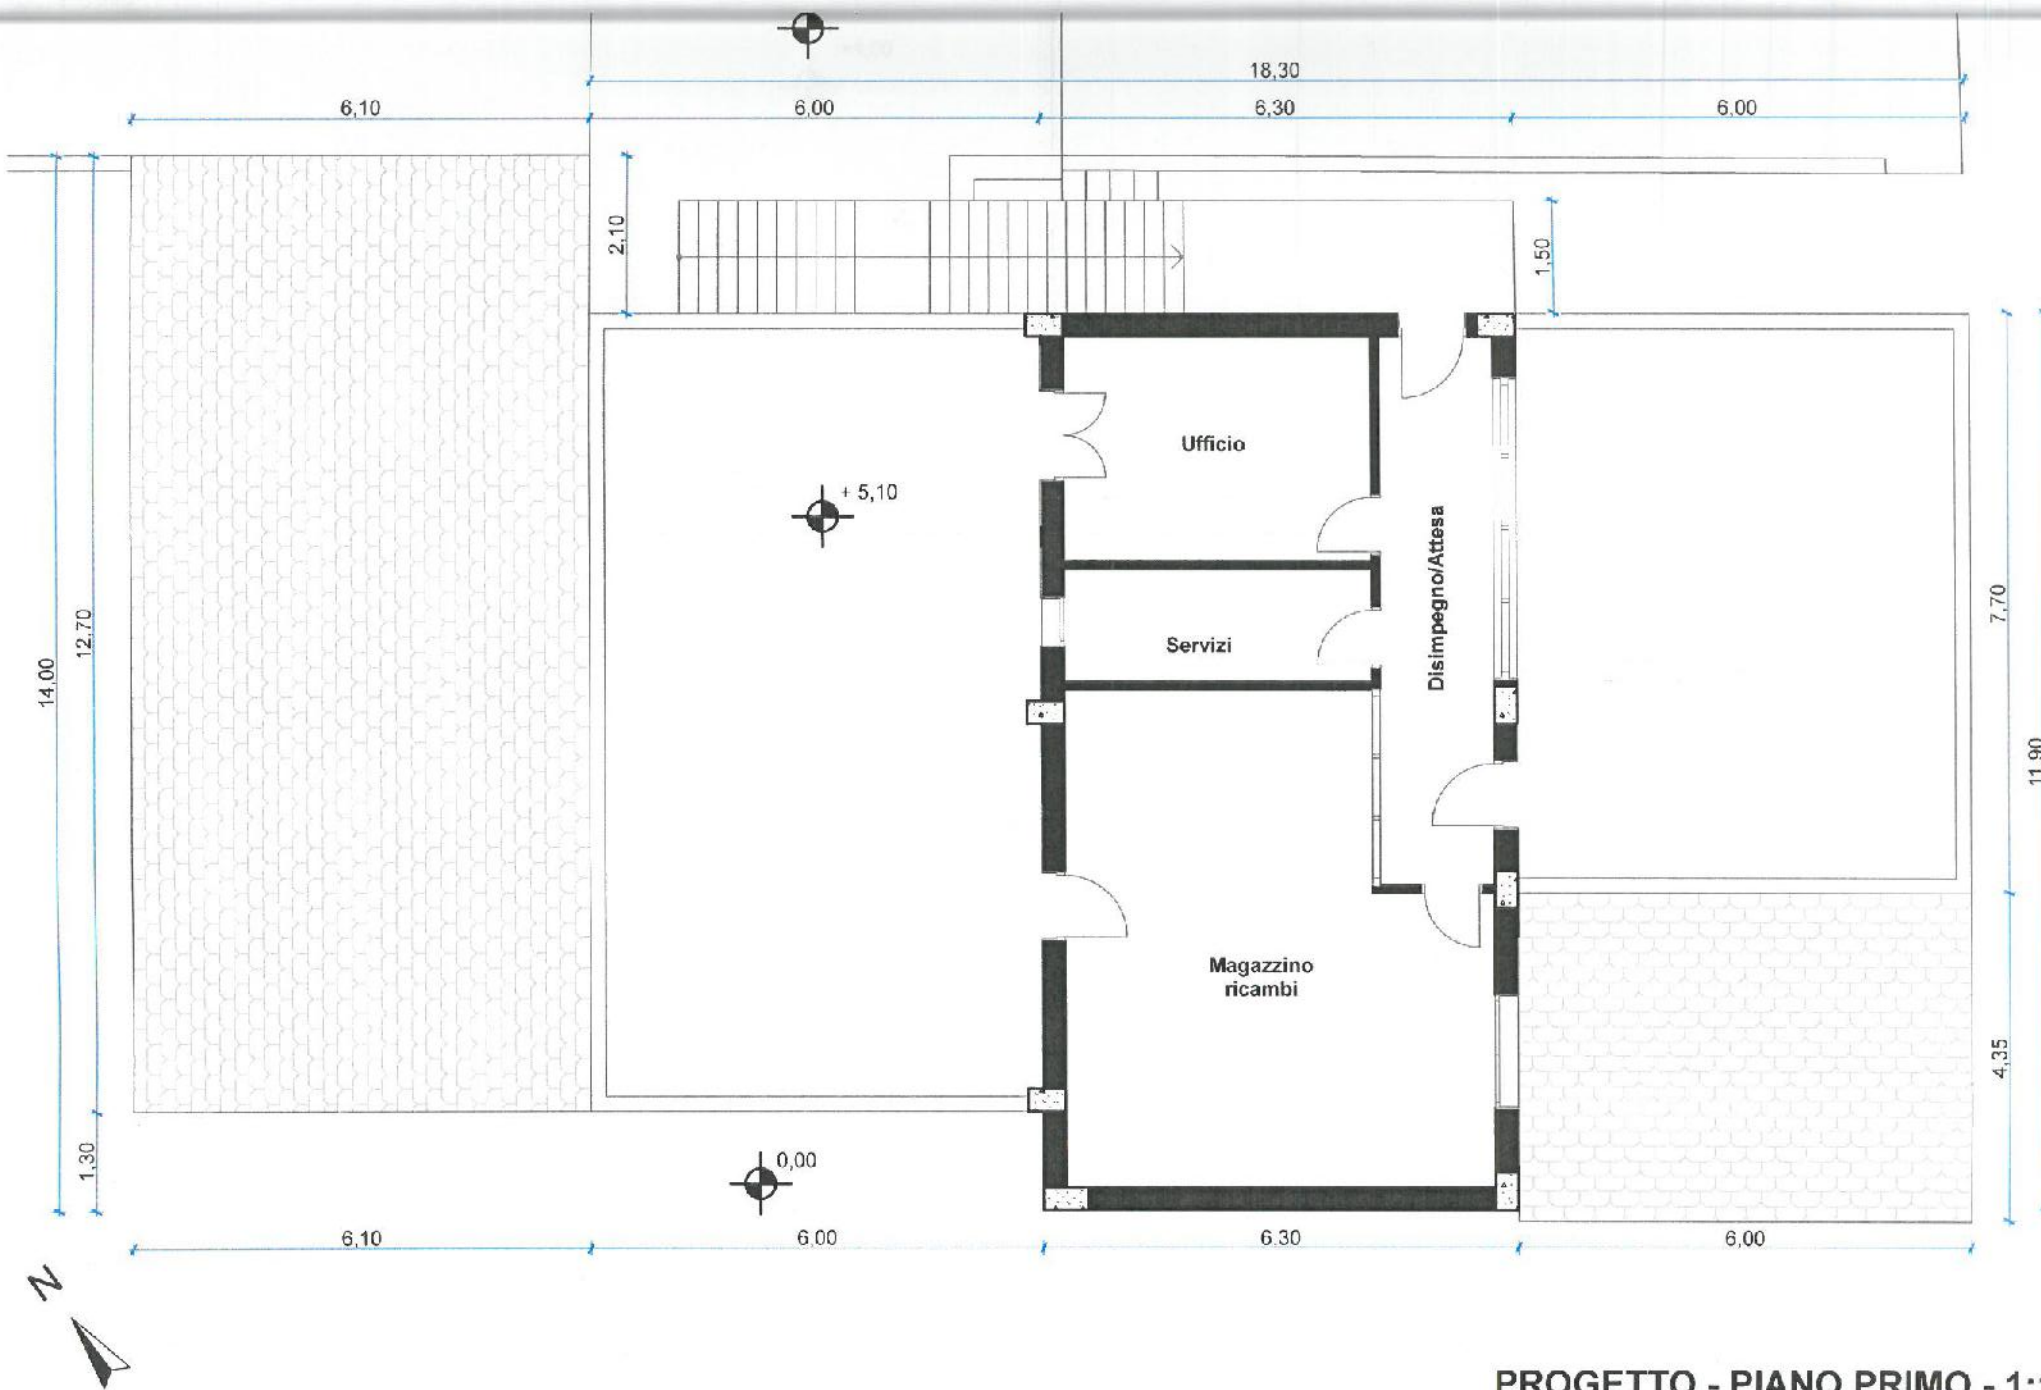 18,30
6,10
6,00
6,30
6,00
2,10
1,50
Ufficio
+ 5,10
Disimpegno/Attesa
Servizi
7,70
12,70
14,00
11,90
Magazzino
ricambi
4,35
1,30
0,00
6,10
6,00
6,30
6,00
N
PROGETTO - PIANO PRIMO - 1: